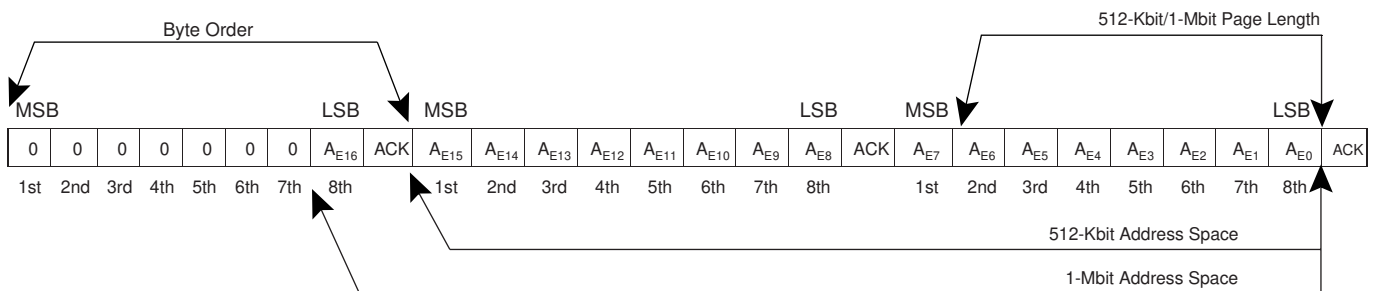 512-Kbit/1-Mbit Page Length
Byte Order
MSB LSB MSB LSB MSB LSB
0 0 0 0 0 0 0 AE16 ACK AE15 AE14 AE13 AE12 AE11 AE10 AE9 AE8 ACK AE7 AE6 AE5 AE4 AE3 AE2 AE1 AE0 ACK
1st 2nd 3rd 4th 5th 6th 7th 8th 1st 2nd 3rd 4th 5th 6th 7th 8th 1st 2nd 3rd 4th 5th 6th 7th 8th
512-Kbit Address Space
1-Mbit Address Space